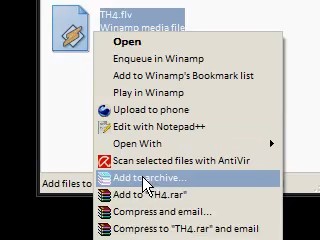 TH4.flv
Winamp media file
Open
Enqueue in Winamp
Add to Winamp's Bookmark list
Play in Winamp
Upload to phone
Edit with Notepad++
Open With
Scan selected files with AntiVir
Add to archive...
Add to "TH4.rar"
Compress and email...
Compress to "TH4.rar" and email
Add files to